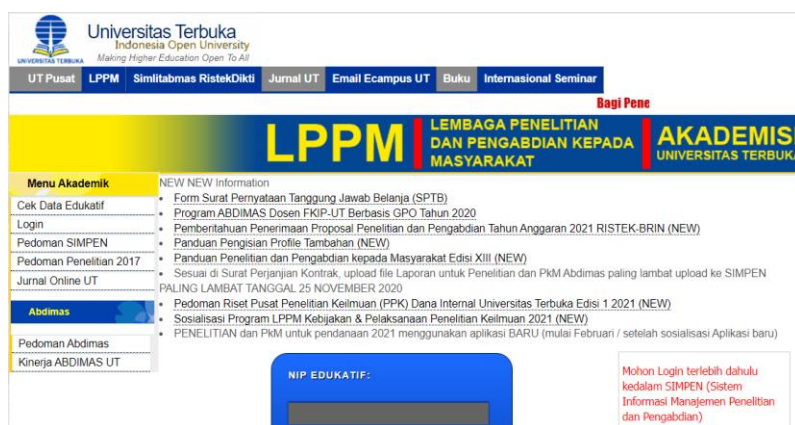 Universitas Terbuka
Indonesia Open University
Making Higher Education Open To All
UNIVERSITAS TERBUKA
UT Pusat LPPM Simlitabmas RistekDikti Jurnal UT Email Ecampus UT Buku Internasional Seminar
Bagi Pene
LPPM
LEMBAGA PENELITIAN
DAN PENGABDIAN KEPADA
MASYARAKAT
AKADEMIS
UNIVERSITAS TERBUKA
Menu Akademik
Cek Data Edukatif
Login
Pedoman SIMPEN
Pedoman Penelitian 2017
Jurnal Online UT
Abdimas
Pedoman Abdimas
Kinerja ABDIMAS UT
NEW NEW Information
Form Surat Pernyataan Tanggung Jawab Belanja (SPTB)
Program ABDIMAS Dosen FKIP-UT Berbasis GPO Tahun 2020
Pemberitahuan Penerimaan Proposal Penelitian dan Pengabdian Tahun Anggaran 2021 RISTEK-BRIN (NEW)
Panduan Pengisian Profile Tambahan (NEW)
Panduan Penelitian dan Pengabdian kepada Masyarakat Edisi XIII (NEW)
Sesuai di Surat Perjanjian Kontrak, upload file Laporan untuk Penelitian dan PkM Abdimas paling lambat upload ke SIMPEN
PALING LAMBAT TANGGAL 25 NOVEMBER 2020
Pedoman Riset Pusat Penelitian Keilmuan (PPK) Dana Internal Universitas Terbuka Edisi 1 2021 (NEW)
Sosialisasi Program LPPM Kebijakan & Pelaksanaan Penelitian Keilmuan 2021 (NEW)
PENELITIAN dan PkM untuk pendanaan 2021 menggunakan aplikasi BARU (mulai Februari / setelah sosialisasi Aplikasi baru)
NIP EDUKATIF:
Mohon Login terlebih dahulu
kedalam SIMPEN (Sistem
Informasi Manajemen Penelitian
dan Pengabdian)